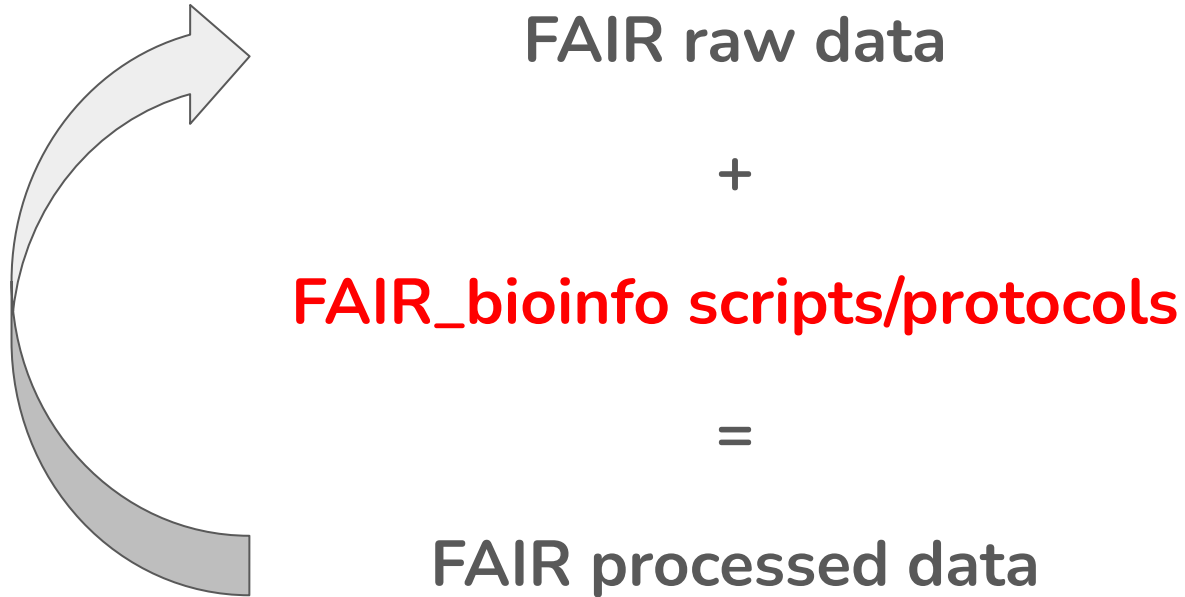 FAIR raw data
+
FAIR_bioinfo scripts/protocols
=
FAIR processed data